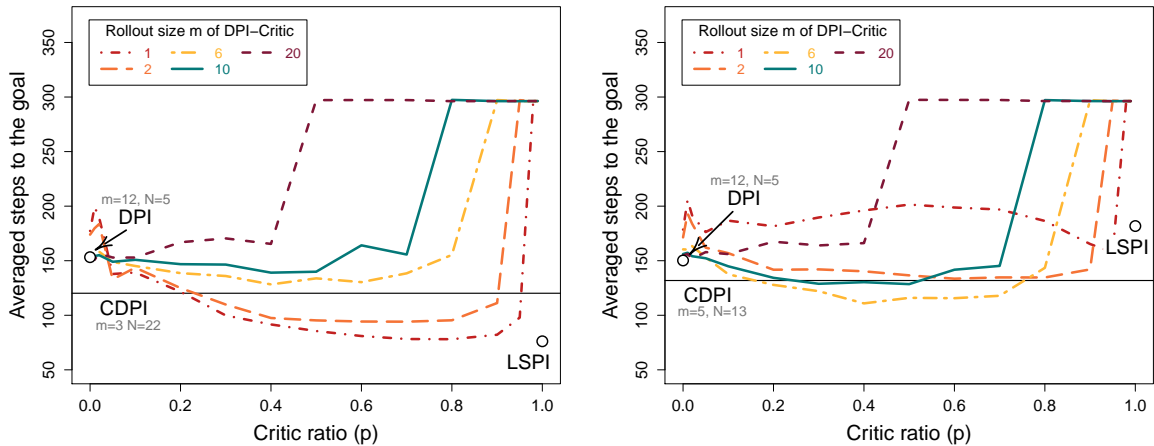 Rollout size m of DPI−Critic
1 6 20
2 10
Averaged steps to the goal
350
300
250
200
150
100
50
m=12, N=5
DPI
CDPI
m=3 N=22
LSPI
0.0 0.2 0.4 0.6 0.8 1.0
Critic ratio (p)
Rollout size m of DPI−Critic
1 6 20
2 10
Averaged steps to the goal
350
300
250
200
150
100
50
m=12, N=5
DPI
CDPI
m=5, N=13
LSPI
0.0 0.2 0.4 0.6 0.8 1.0
Critic ratio (p)